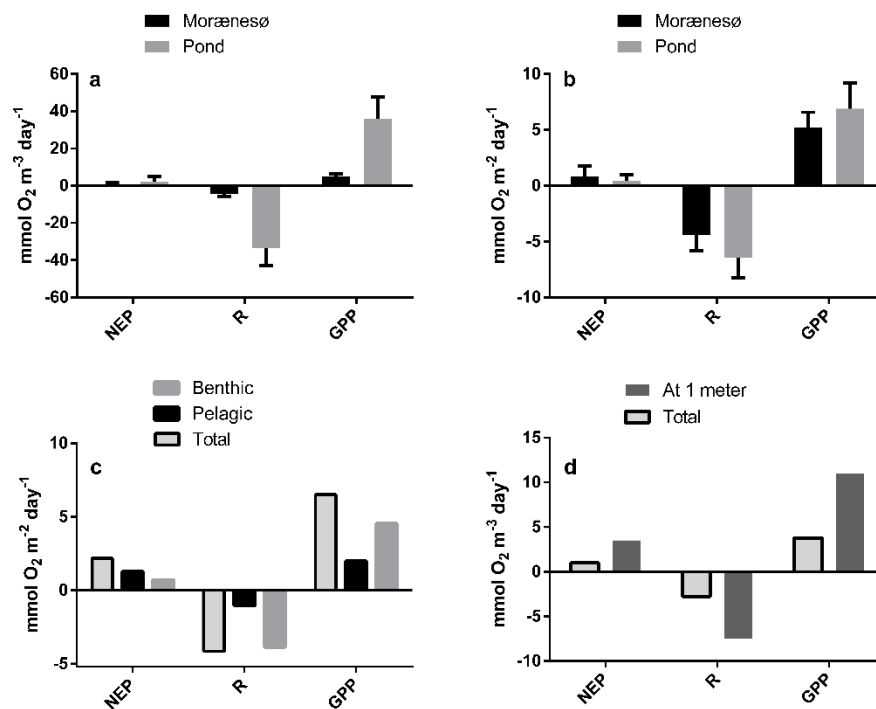 Morænesø
Pond
a
mmol O₂ m⁻³ day⁻¹
60
40
20
0
-20
-40
-60
NEP
R
GPP
Morænesø
Pond
b
mmol O₂ m⁻² day⁻¹
10
5
0
-5
-10
NEP
R
GPP
Benthic
Pelagic
Total
c
mmol O₂ m⁻² day⁻¹
10
5
0
-5
NEP
R
GPP
At 1 meter
Total
d
mmol O₂ m⁻³ day⁻¹
15
10
5
0
-5
-10
NEP
R
GPP